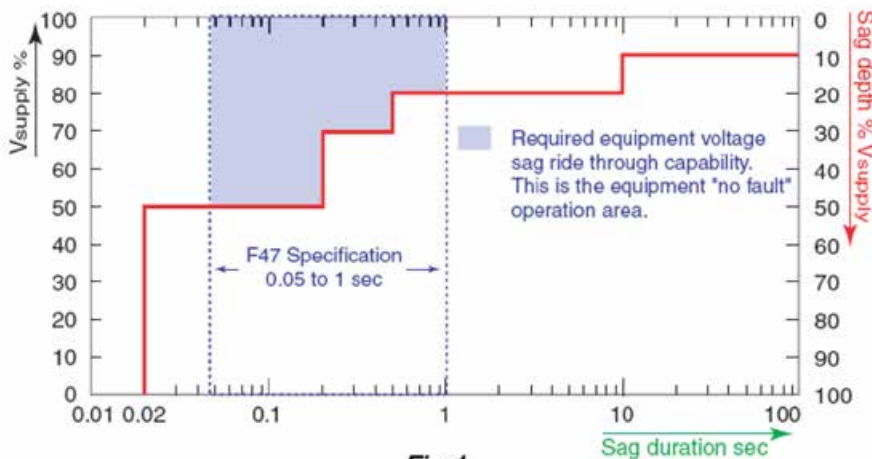 100
90
80
70
60
50
40
30
20
10
0
Vsupply %
0
10
20
30
40
50
60
70
80
90
100
Sag depth % Vsupply
Required equipment voltage
sag ride through capability.
This is the equipment "no fault"
operation area.
F47 Specification
0.05 to 1 sec
0.01 0.02 0.1 1 10 100
Sag duration sec